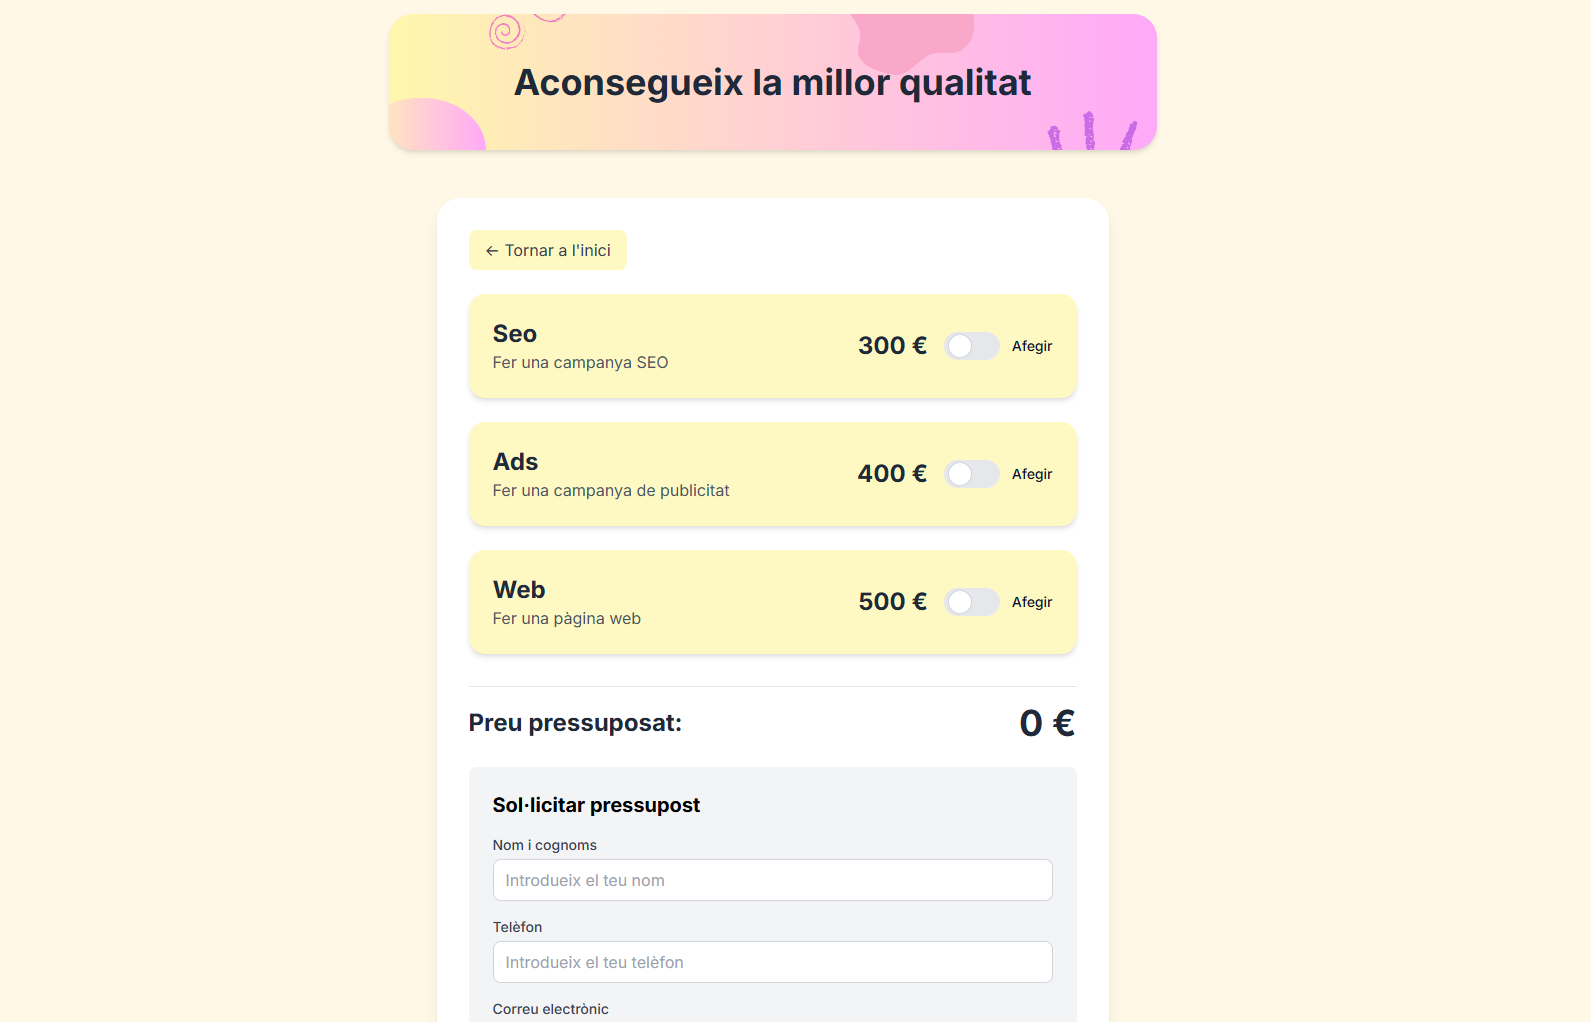 Aconsegueix la millor qualitat
← Tornar a l'inici
Seo
Fer una campanya SEO
300 €
Afegir
Ads
Fer una campanya de publicitat
400 €
Afegir
Web
Fer una pàgina web
500 €
Afegir
Preu pressuposat:
0 €
Sol·licitar pressupost
Nom i cognoms
Introdueix el teu nom
Telèfon
Introdueix el teu telèfon
Correu electrònic